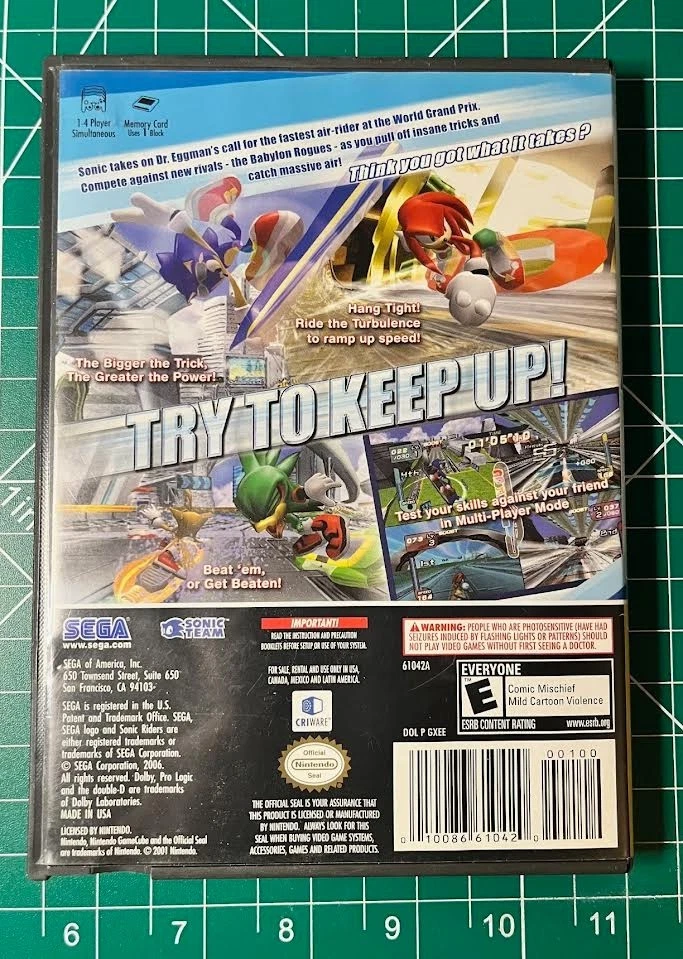 1-4 Player
Simultaneous
Memory Card
Uses 1 Block
Sonic takes on Dr. Eggman's call for the fastest air-rider at the World Grand Prix.
Compete against new rivals - the Babylon Rogues - as you pull off insane tricks and
catch massive air!
Think you got what it takes?
Hang Tight!
Ride the Turbulence
to ramp up speed!
The Bigger the Trick,
The Greater the Power!
TRY TO KEEP UP!
Test your skills against your friend
in Multi-Player Mode
Beat 'em,
or Get Beaten!
SEGA
www.sega.com
SONIC
TEAM
SEGA of America, Inc.
650 Townsend Street, Suite 650
San Francisco, CA 94103
SEGA is registered in the U.S.
Patent and Trademark Office. SEGA,
SEGA logo and Sonic Riders are
either registered trademarks or
trademarks of SEGA Corporation.
© SEGA Corporation, 2006.
All rights reserved. Dolby, Pro Logic
and the double-D are trademarks
of Dolby Laboratories.
MADE IN USA
LICENSED BY NINTENDO.
Nintendo, Nintendo GameCube and the Official Seal
are trademarks of Nintendo. © 2001 Nintendo.
IMPORTANT!
READ THE INSTRUCTION AND PRECAUTION
BOOKLETS BEFORE SETUP OR USE OF YOUR SYSTEM.
FOR SALE, RENTAL AND USE ONLY IN USA,
CANADA, MEXICO AND LATIN AMERICA.
CRIWARE™
Official
Nintendo
Seal
THE OFFICIAL SEAL IS YOUR ASSURANCE THAT
THIS PRODUCT IS LICENSED OR MANUFACTURED
BY NINTENDO. ALWAYS LOOK FOR THIS
SEAL WHEN BUYING VIDEO GAME SYSTEMS,
ACCESSORIES, GAMES AND RELATED PRODUCTS.
WARNING: PEOPLE WHO ARE PHOTOSENSITIVE (HAVE HAD
SEIZURES INDUCED BY FLASHING LIGHTS OR PATTERNS) SHOULD
NOT PLAY VIDEO GAMES WITHOUT FIRST SEEING A DOCTOR.
61042A
EVERYONE
E
Comic Mischief
Mild Cartoon Violence
ESRB CONTENT RATING www.esrb.org
DOL P GXEE
00100
0 10086 61042 0
1in
6 7 8 9 10 11